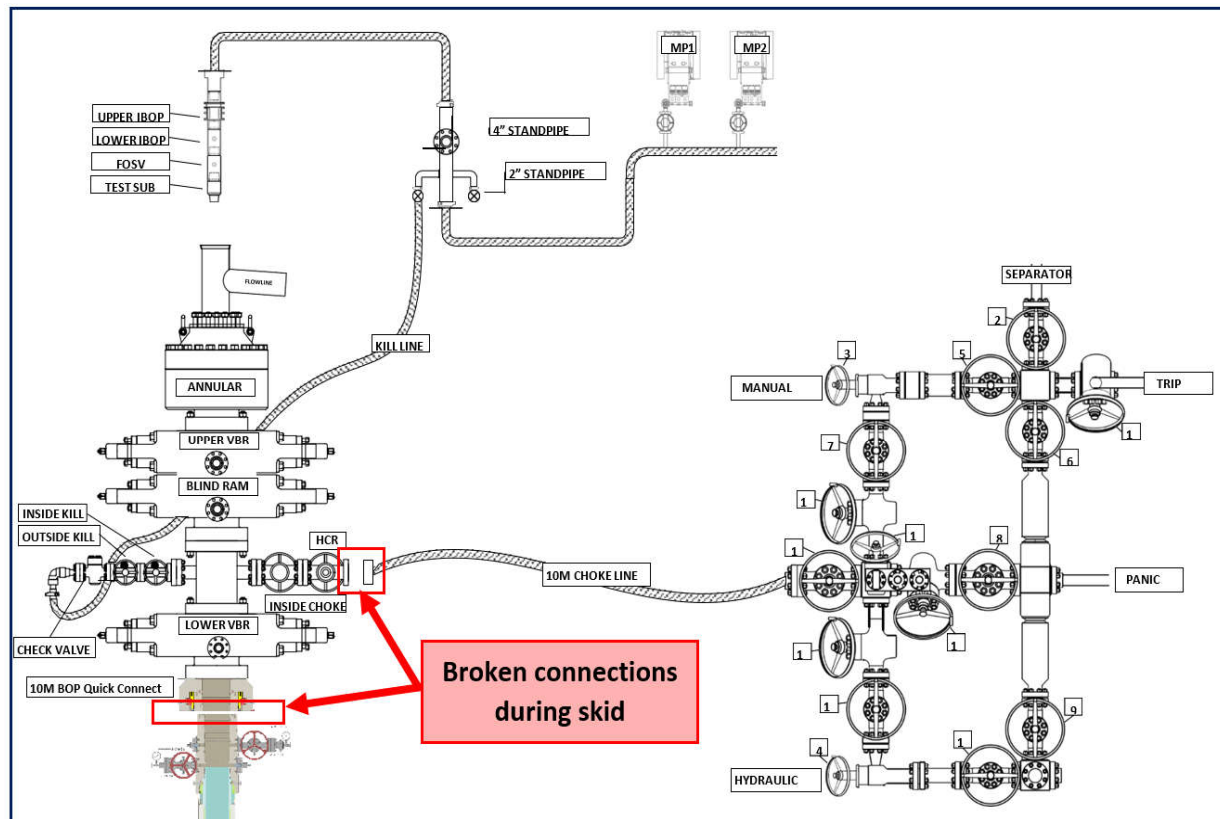 MP1
MP2
UPPER IBOP
LOWER IBOP
FOSV
TEST SUB
4" STANDPIPE
2" STANDPIPE
FLOWLINE
KILL LINE
ANNULAR
UPPER VBR
BLIND RAM
INSIDE KILL
OUTSIDE KILL
HCR
10M CHOKE LINE
INSIDE CHOKE
LOWER VBR
CHECK VALVE
10M BOP Quick Connect
Broken connections
during skid
SEPARATOR
2
3
5
MANUAL
TRIP
1
7
6
1
1
1
8
PANIC
1
1
1
9
4
1
HYDRAULIC